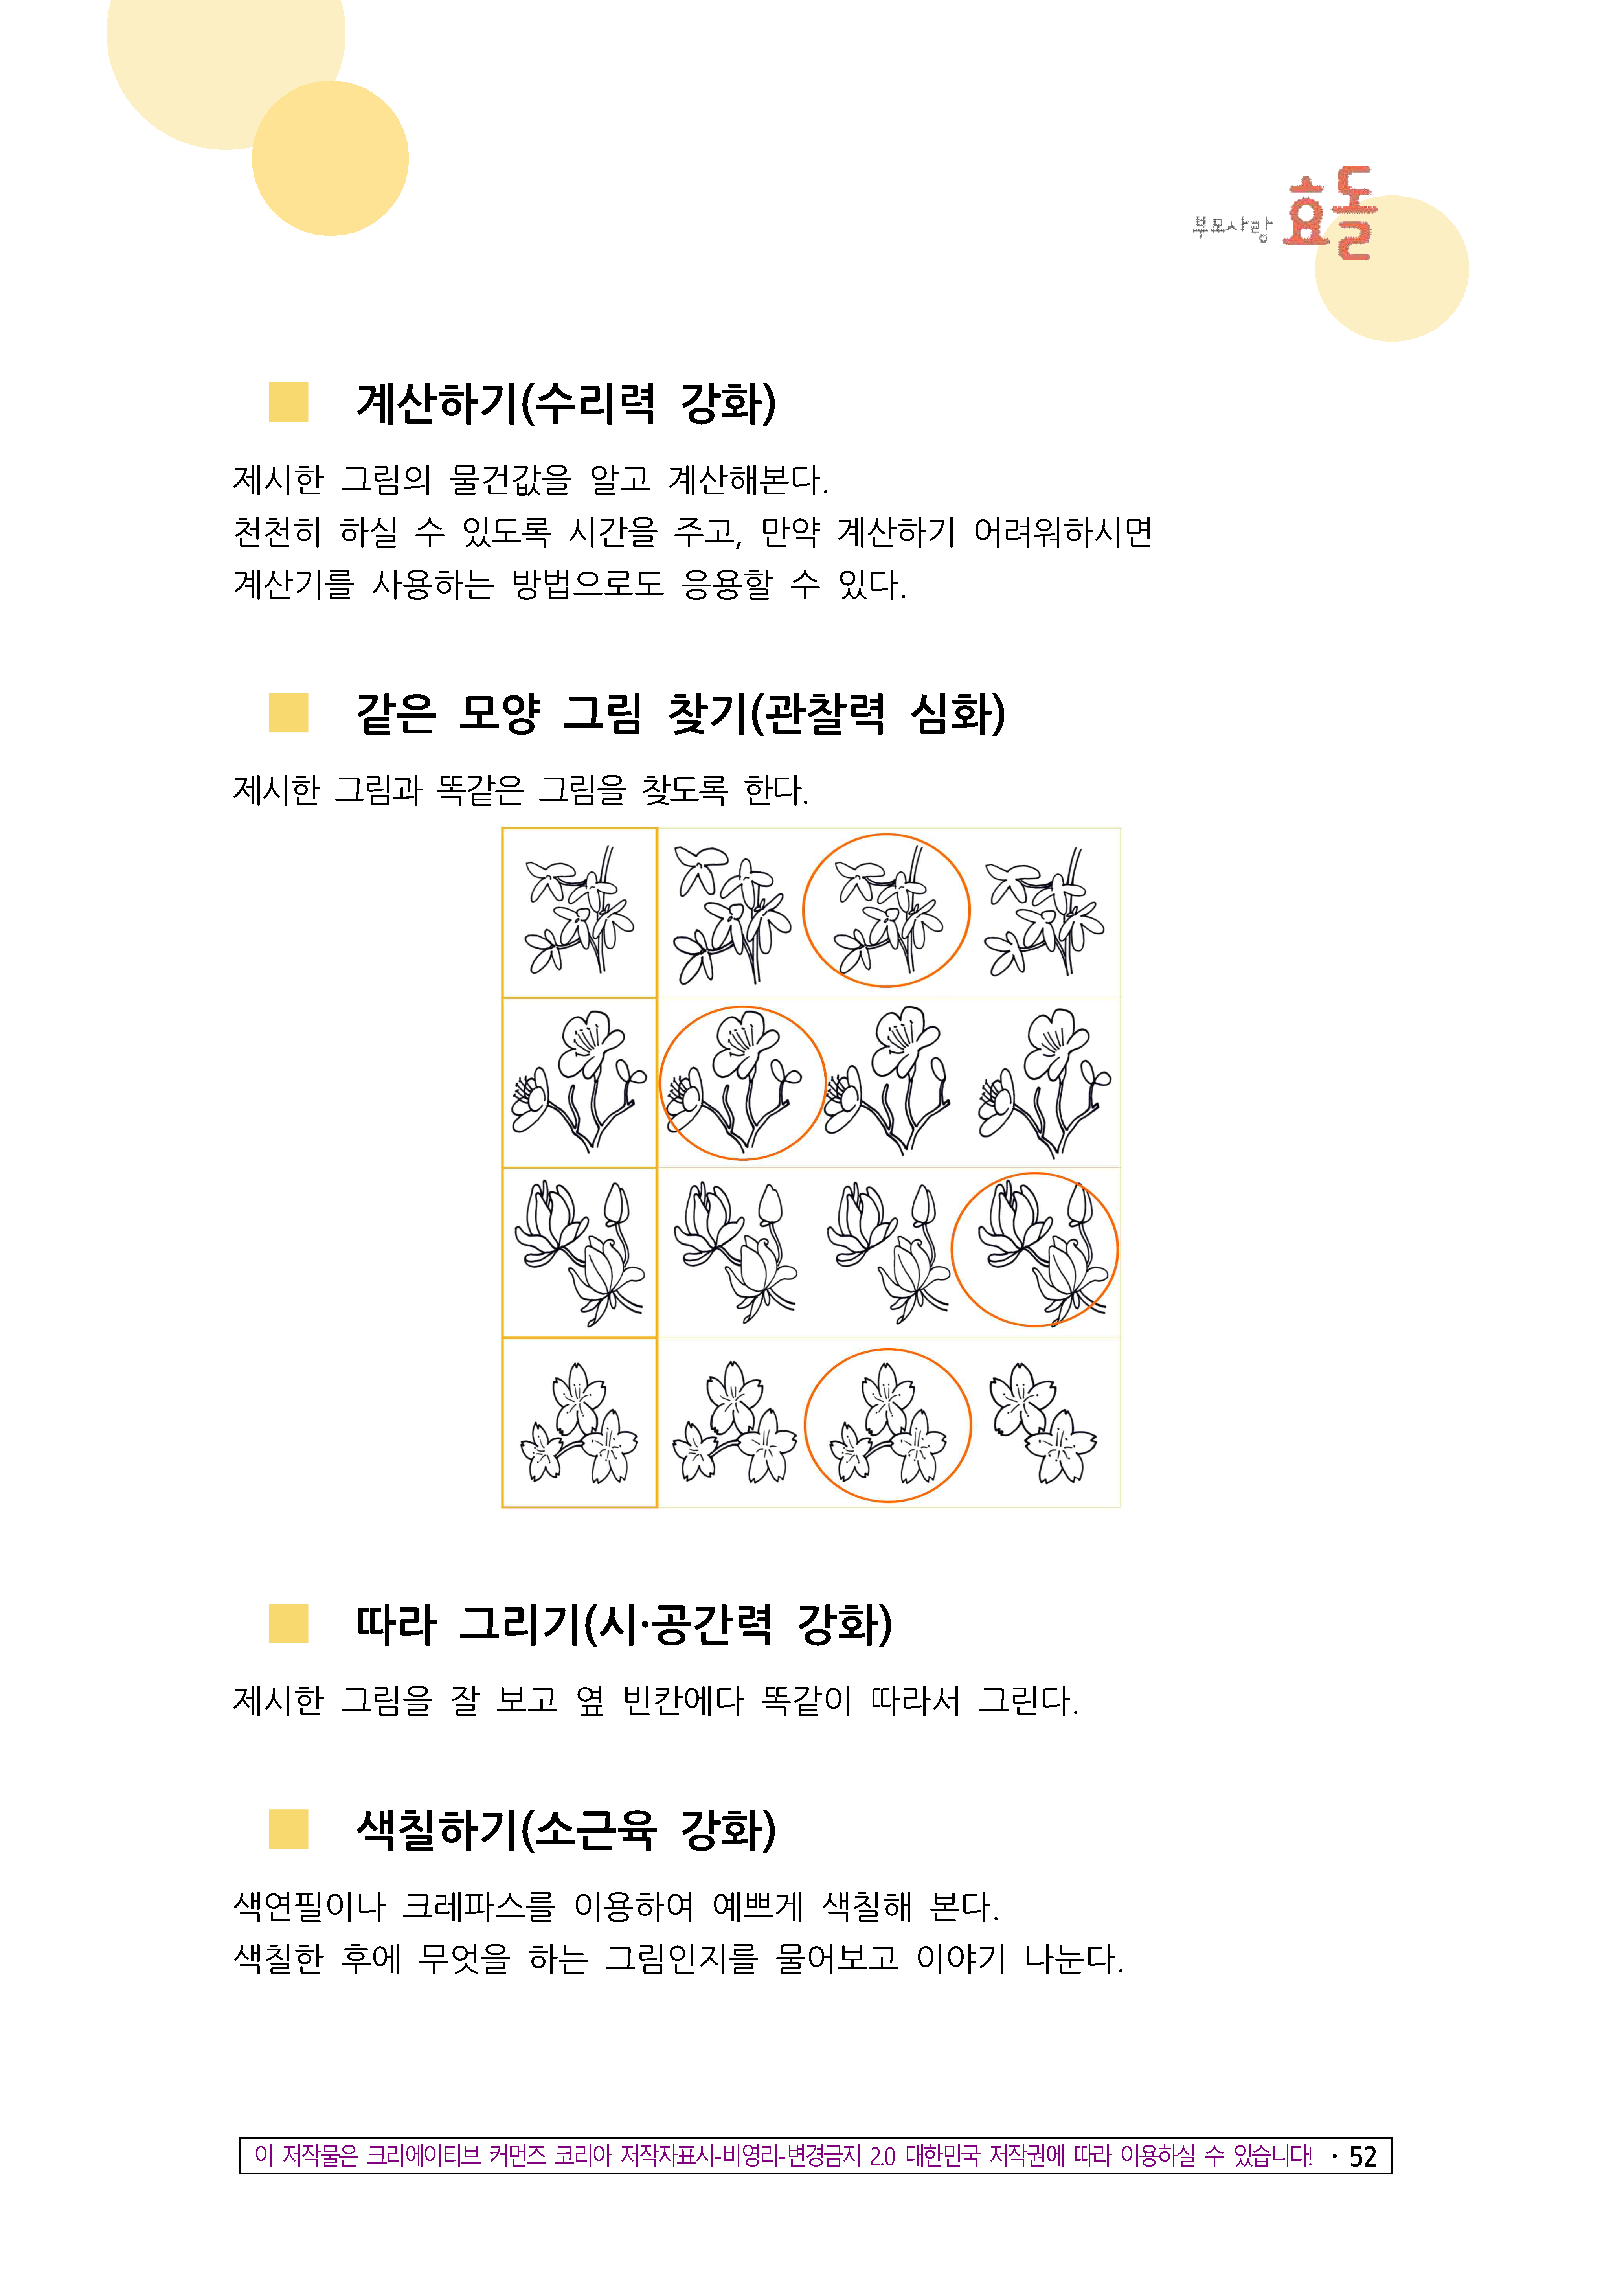 부모사랑 효돌
계산하기(수리력 강화)
제시한 그림의 물건값을 알고 계산해본다.
천천히 하실 수 있도록 시간을 주고, 만약 계산하기 어려워하시면
계산기를 사용하는 방법으로도 응용할 수 있다.
같은 모양 그림 찾기(관찰력 심화)
제시한 그림과 똑같은 그림을 찾도록 한다.
따라 그리기(시·공간력 강화)
제시한 그림을 잘 보고 옆 빈칸에다 똑같이 따라서 그린다.
색칠하기(소근육 강화)
색연필이나 크레파스를 이용하여 예쁘게 색칠해 본다.
색칠한 후에 무엇을 하는 그림인지를 물어보고 이야기 나눈다.
이 저작물은 크리에이티브 커먼즈 코리아 저작자표시-비영리-변경금지 2.0 대한민국 저작권에 따라 이용하실 수 있습니다! · 52